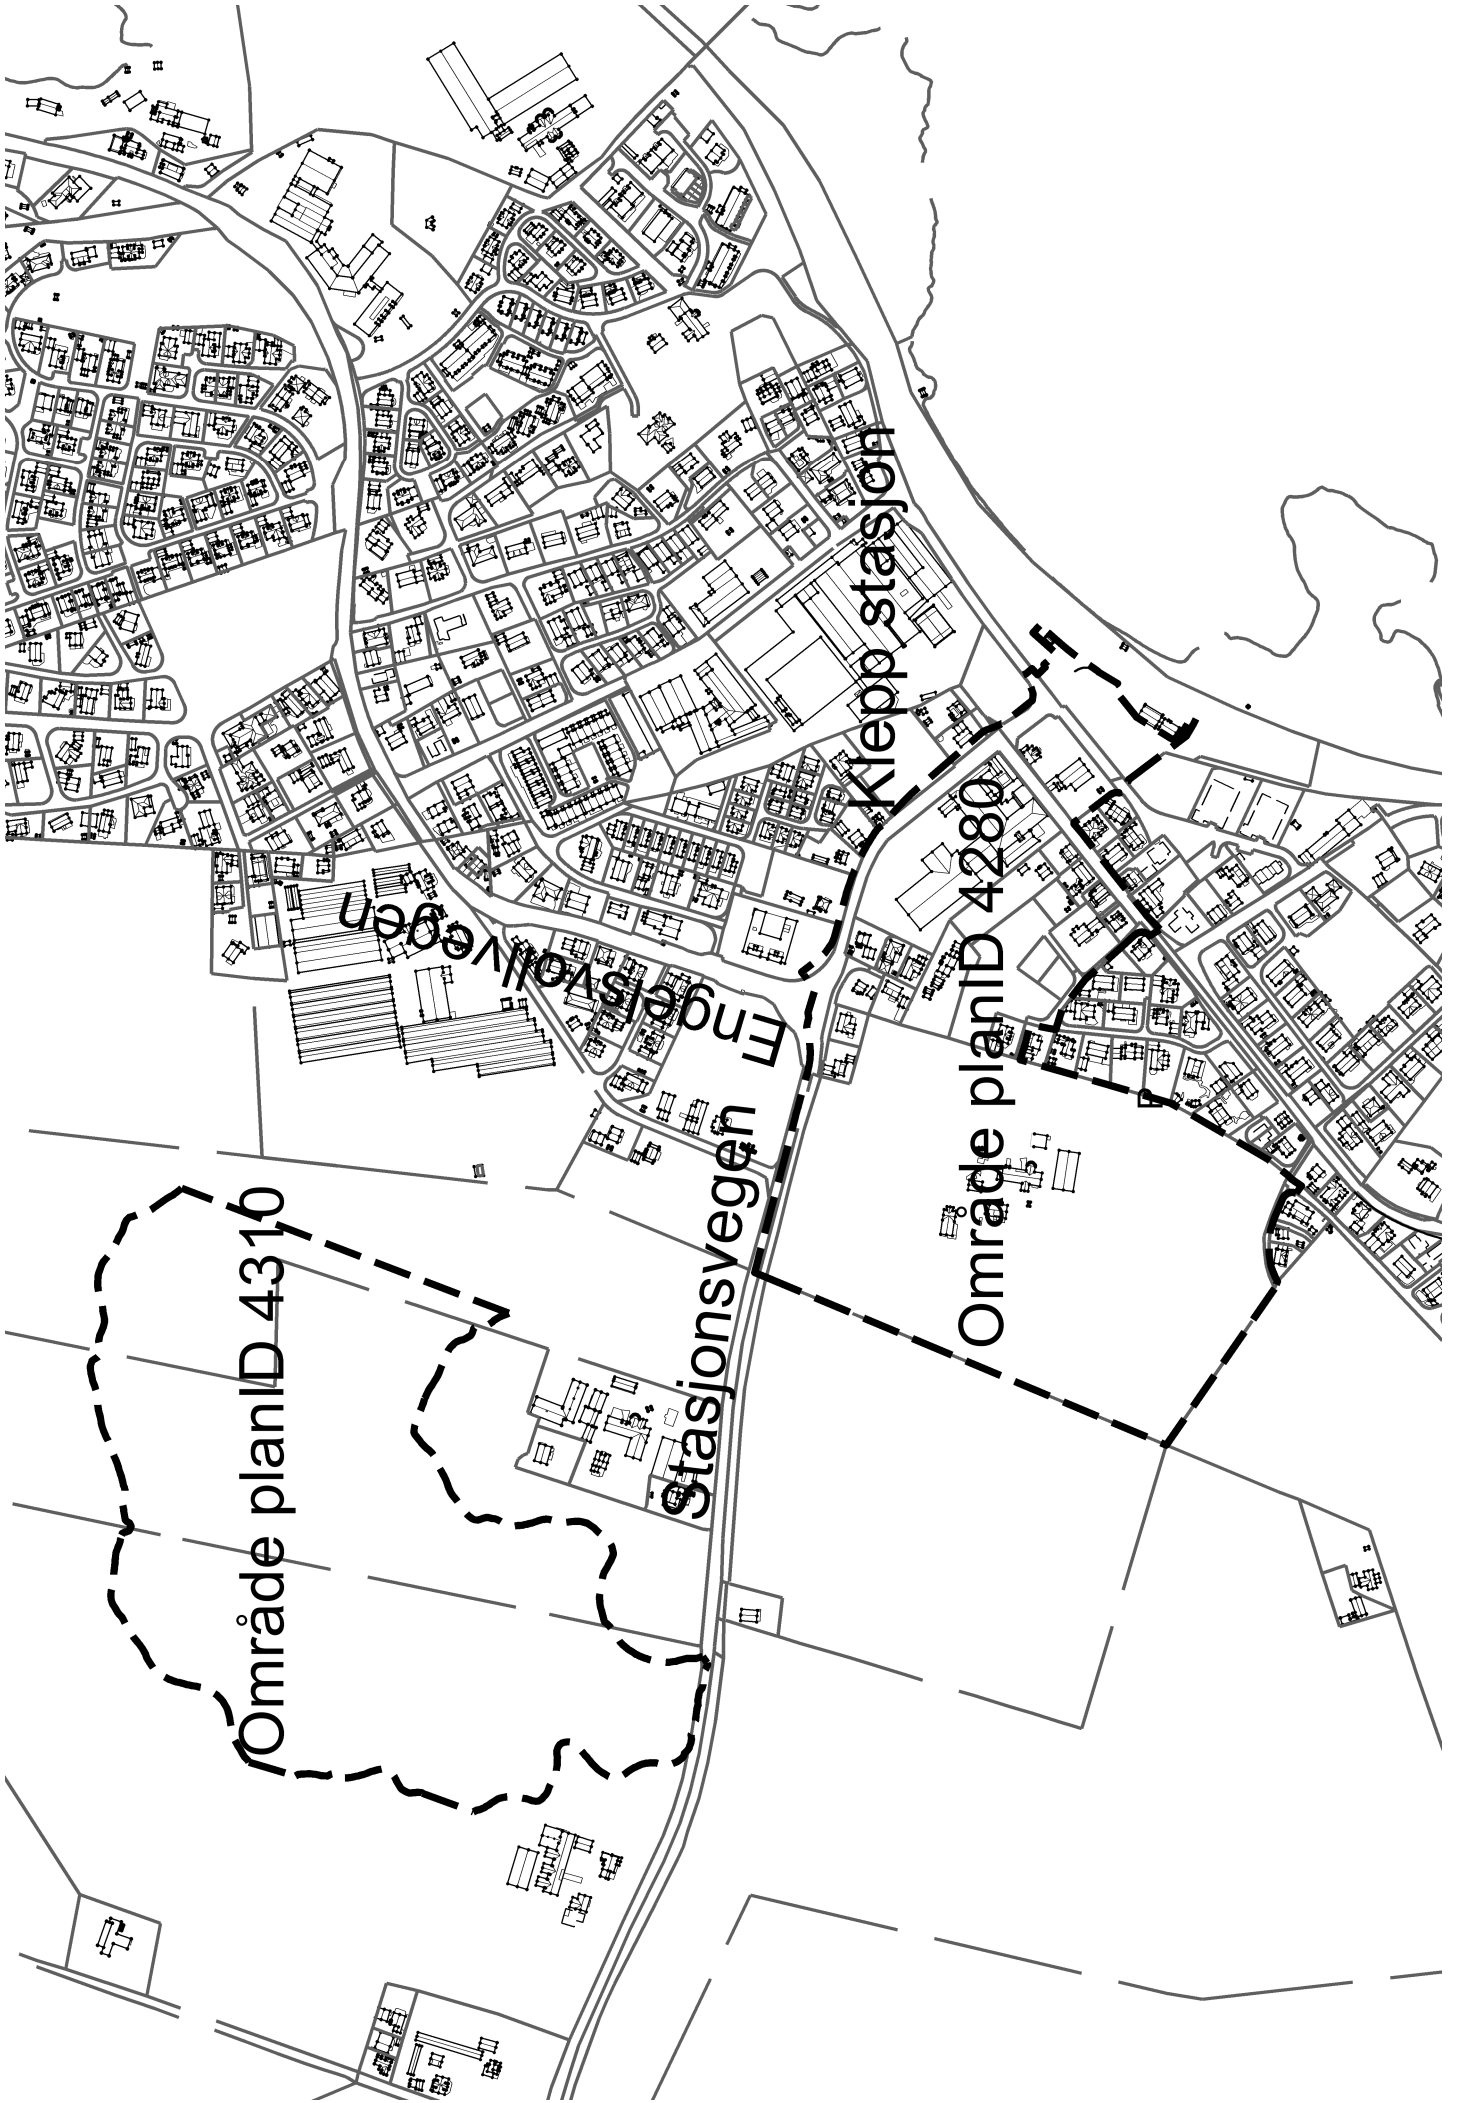 Klepp stasjon
Engelsvollvegen
Område planID 4280
P
Stasjonsvegen
Område planID 4310